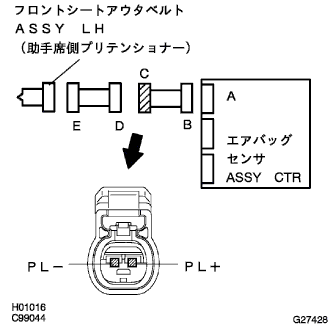 フロントシートアウタベルト
ＡＳＳＹ　ＬＨ
（助手席側プリテンショナー）
C
A
E
D
B
エアバッグ
センサ
ASSY　CTR
ＰＬ－
ＰＬ＋
H01016
C99044
G27428